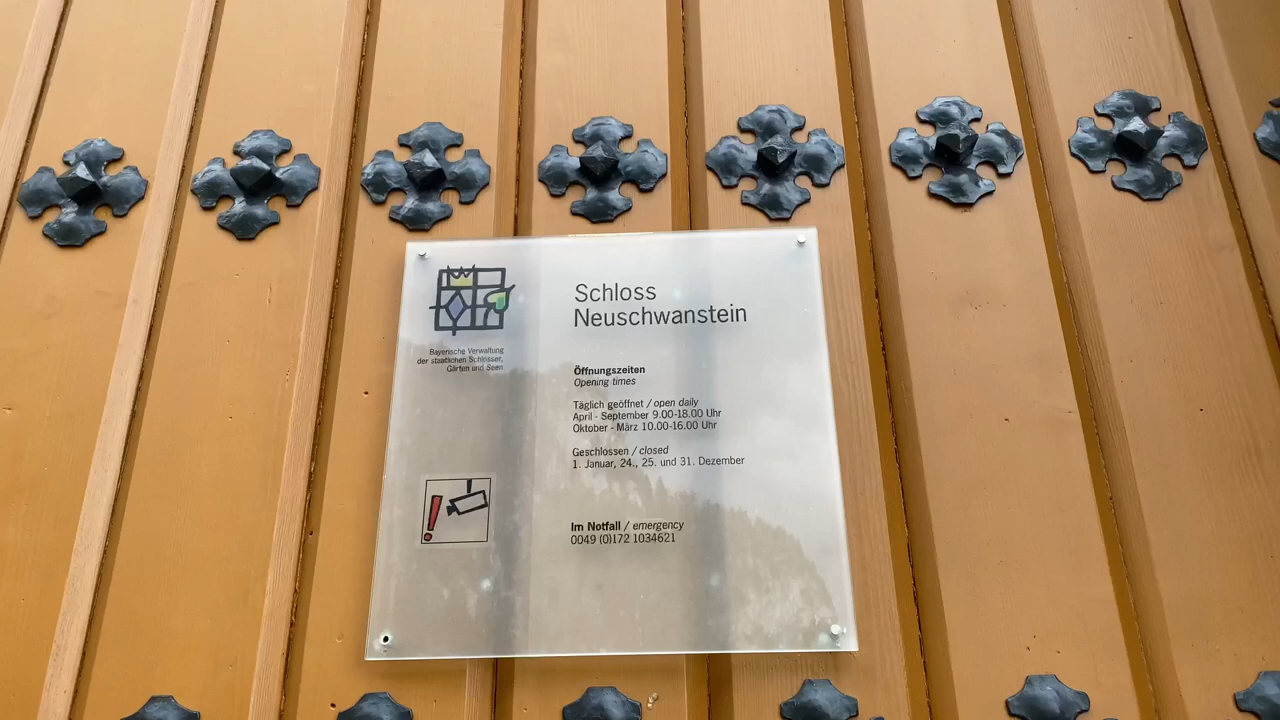 Schloss
Neuschwanstein
Bayerische Verwaltung
der staatlichen Schlösser,
Gärten und Seen
Öffnungszeiten
Opening times
Täglich geöffnet / open daily
April - September 9.00-18.00 Uhr
Oktober - März 10.00-16.00 Uhr
Geschlossen / closed
1. Januar, 24., 25. und 31. Dezember
Im Notfall / emergency
0049 (0)172 1034621